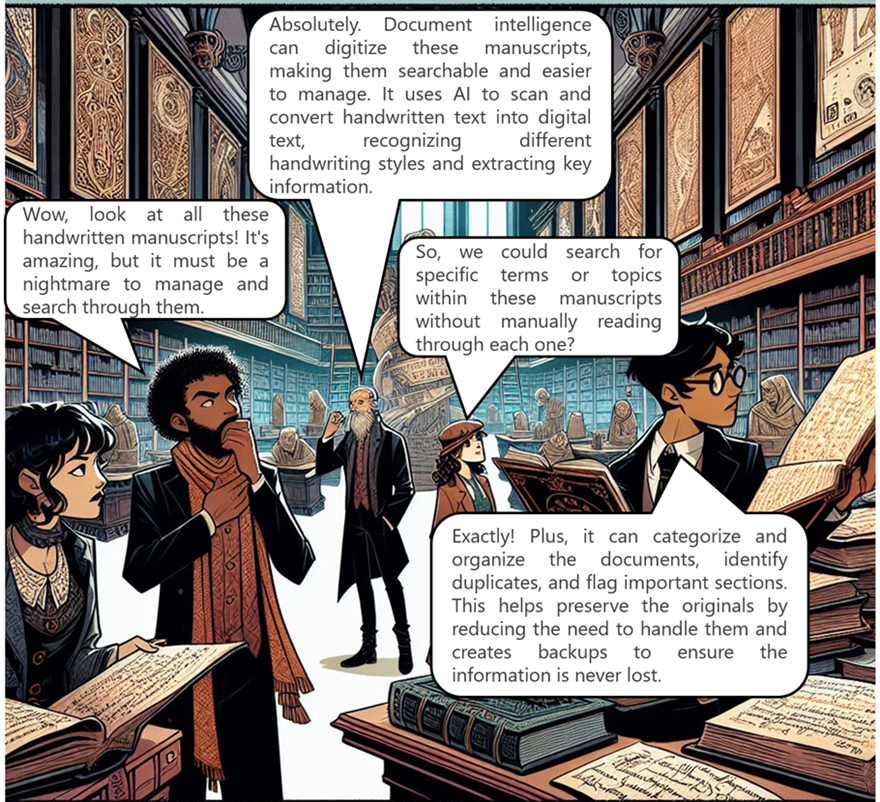 Wow, look at all these
handwritten manuscripts! It's
amazing, but it must be a
nightmare to manage and
search through them.
Absolutely. Document intelligence
can digitize these manuscripts,
making them searchable and easier
to manage. It uses AI to scan and
convert handwritten text into digital
text, recognizing different
handwriting styles and extracting key
information.
So, we could search for
specific terms or topics
within these manuscripts
without manually reading
through each one?
Exactly! Plus, it can categorize and
organize the documents, identify
duplicates, and flag important sections.
This helps preserve the originals by
reducing the need to handle them and
creates backups to ensure the
information is never lost.